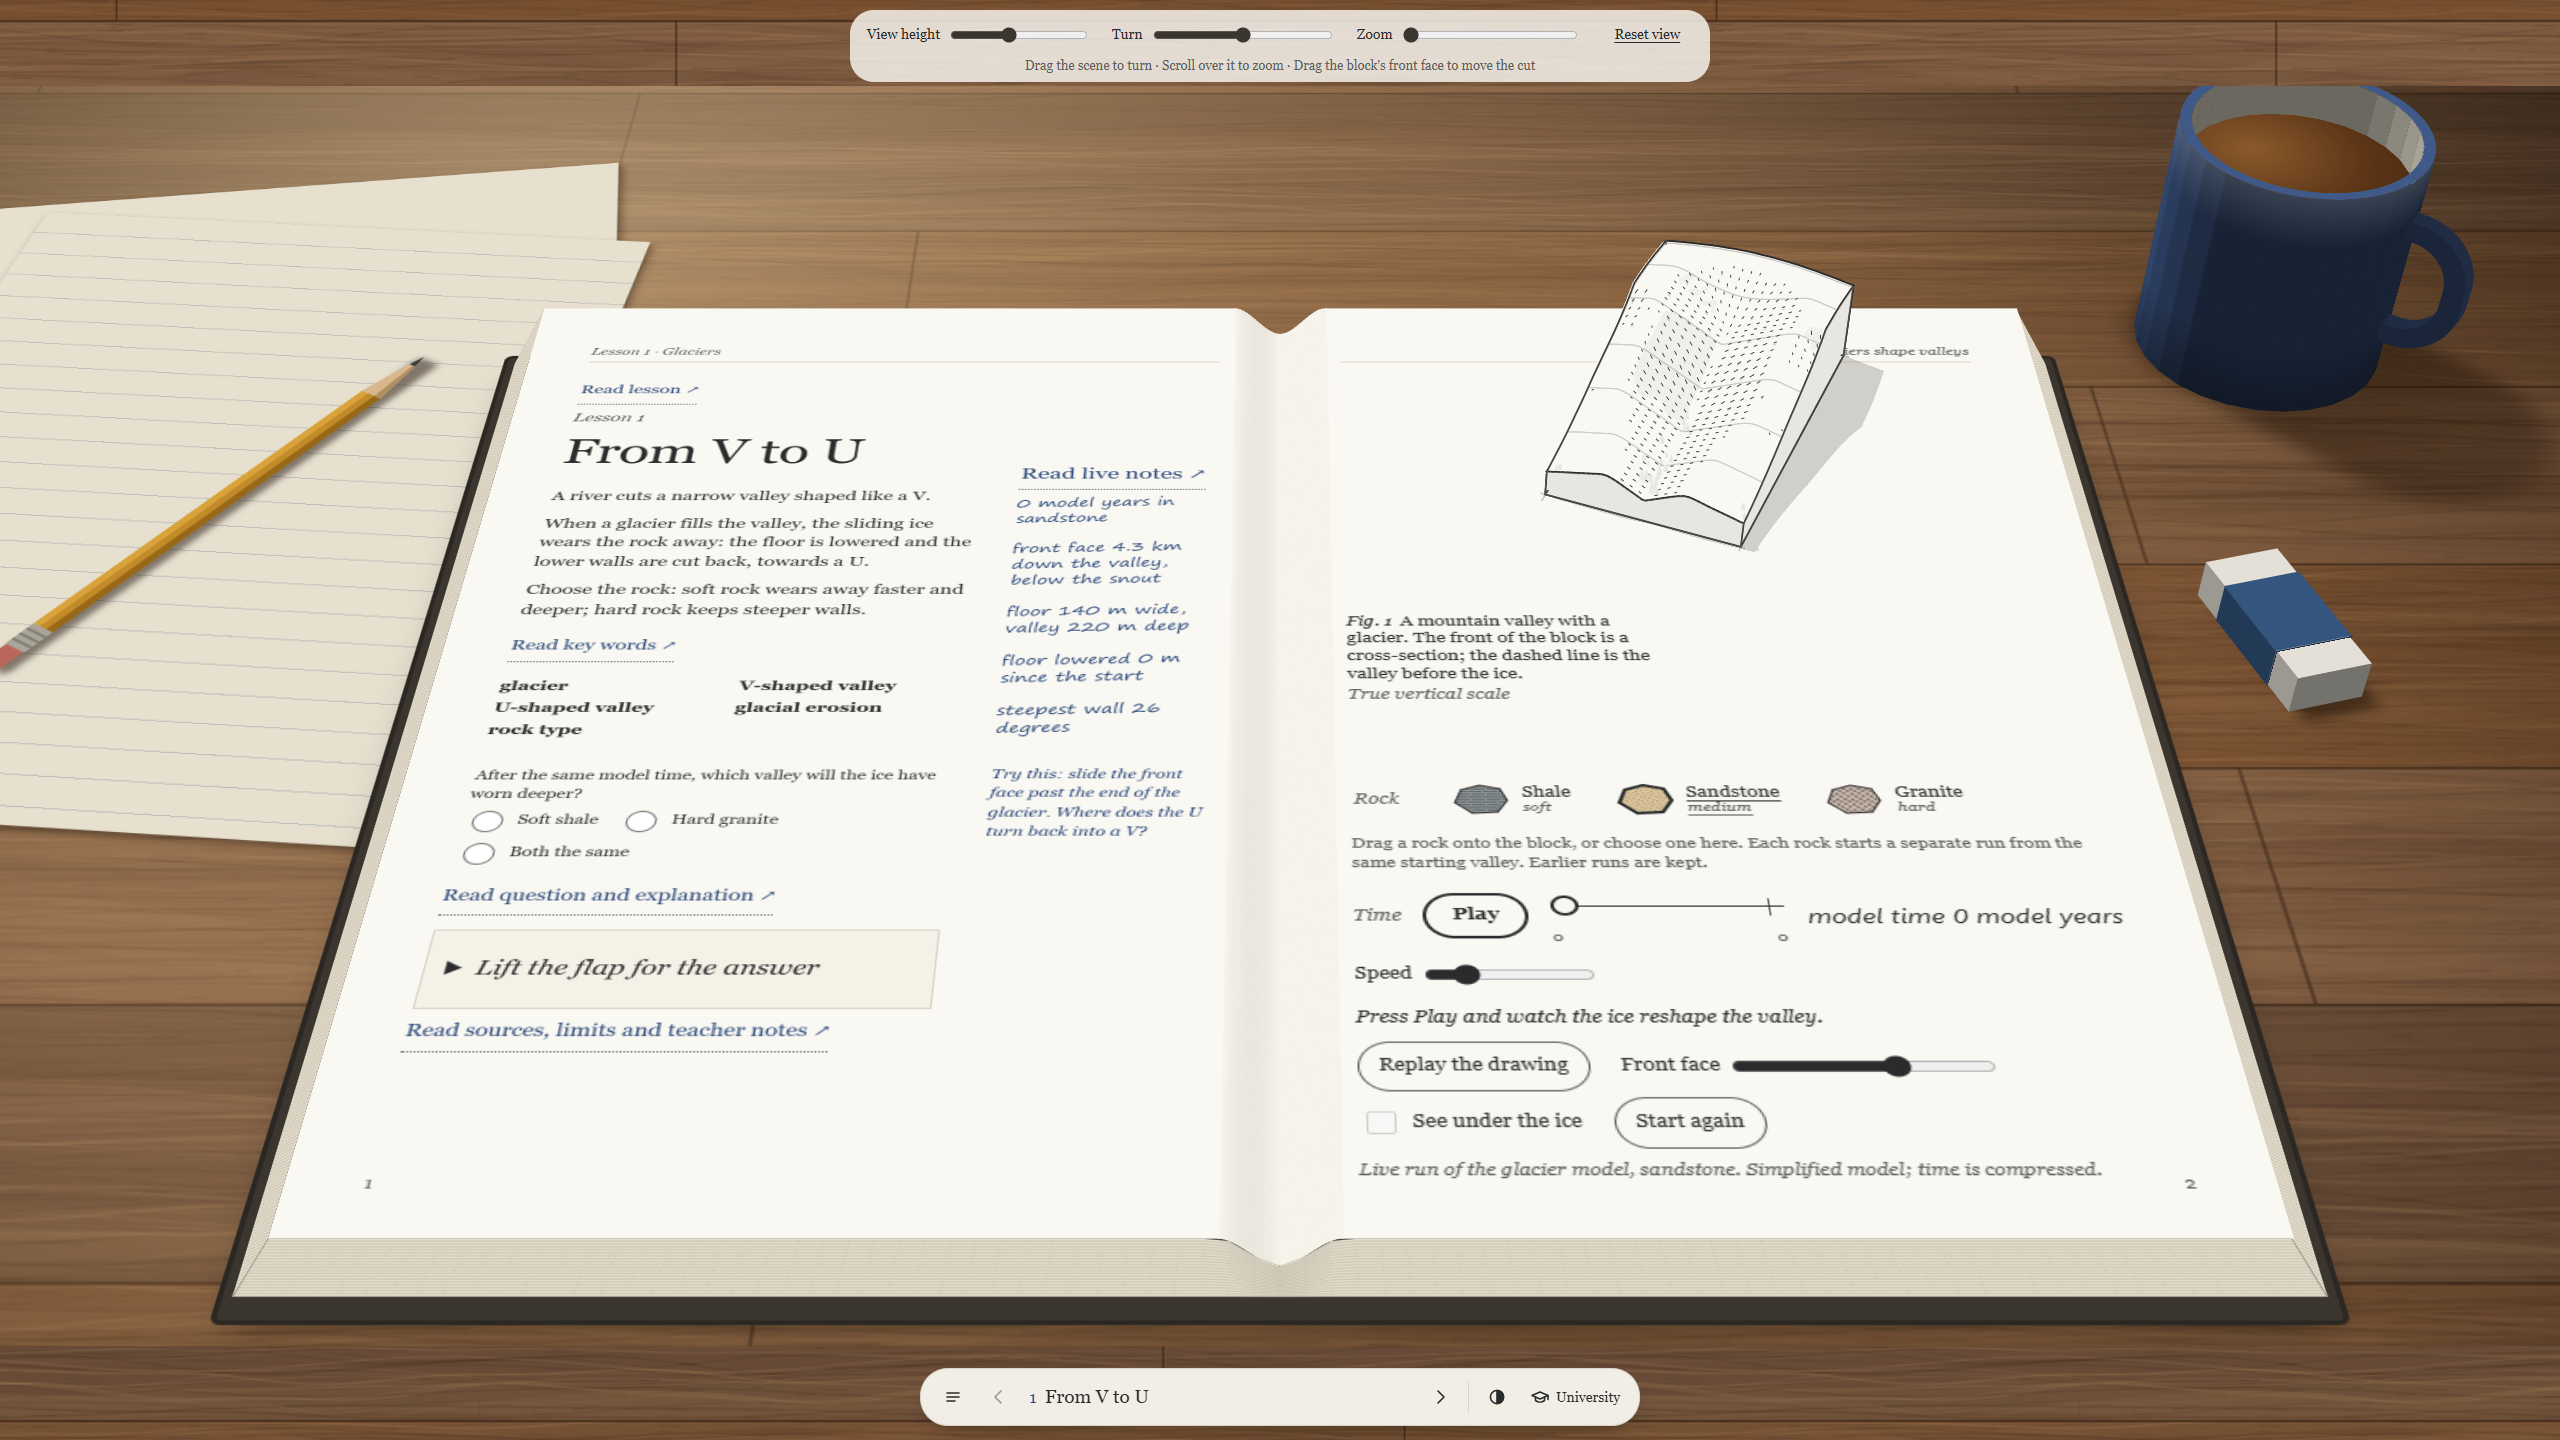 View height
Turn
Zoom
Reset view
Drag the scene to turn · Scroll over it to zoom · Drag the block's front face to move the cut
Lesson 1 · Glaciers
Read lesson ↗
Lesson 1
From V to U
A river cuts a narrow valley shaped like a V.
When a glacier fills the valley, the sliding ice
wears the rock away: the floor is lowered and the
lower walls are cut back, towards a U.
Choose the rock: soft rock wears away faster and
deeper; hard rock keeps steeper walls.
Read key words ↗
glacier
V-shaped valley
U-shaped valley
glacial erosion
rock type
After the same model time, which valley will the ice have
worn deeper?
Soft shale
Hard granite
Both the same
Read question and explanation ↗
▶ Lift the flap for the answer
Read sources, limits and teacher notes ↗
1
Read live notes ↗
0 model years in
sandstone
front face 4.3 km
down the valley,
below the snout
floor 140 m wide,
valley 220 m deep
floor lowered 0 m
since the start
steepest wall 26
degrees
Try this: slide the front
face past the end of the
glacier. Where does the U
turn back into a V?
shape valleys
Fig. 1 A mountain valley with a
glacier. The front of the block is a
cross-section; the dashed line is the
valley before the ice.
True vertical scale
Rock
Shale
soft
Sandstone
medium
Granite
hard
Drag a rock onto the block, or choose one here. Each rock starts a separate run from the
same starting valley. Earlier runs are kept.
Time
Play
0
0
model time 0 model years
Speed
Press Play and watch the ice reshape the valley.
Replay the drawing
Front face
See under the ice
Start again
Live run of the glacier model, sandstone. Simplified model; time is compressed.
2
1 From V to U
University